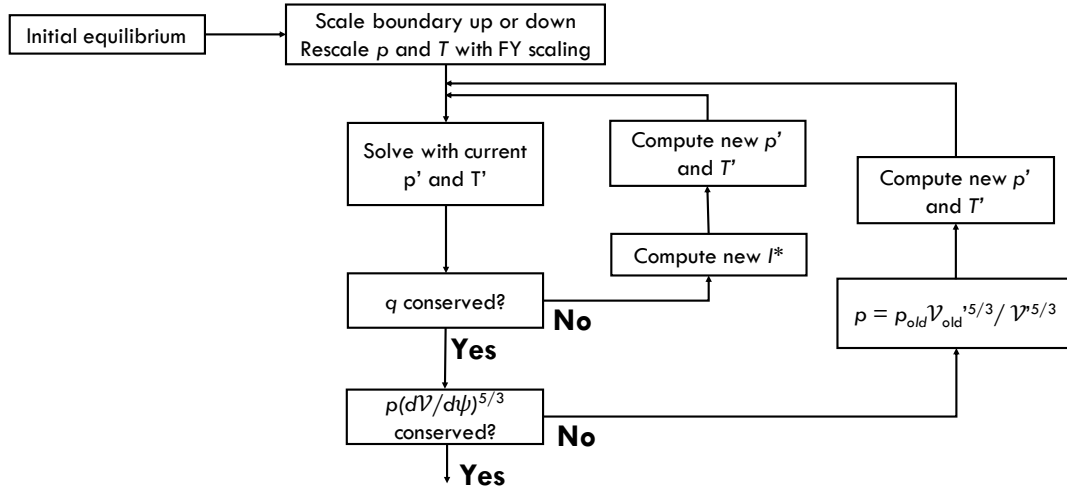 Initial equilibrium
Scale boundary up or down
Rescale p and T with FY scaling
Solve with current
p' and T'
Compute new p'
and T'
Compute new p'
and T'
Compute new I*
q conserved?
No
p = p_old 𝒱_old'^5/3 / 𝒱'^5/3
Yes
p(d𝒱/dψ)^5/3
conserved?
No
Yes